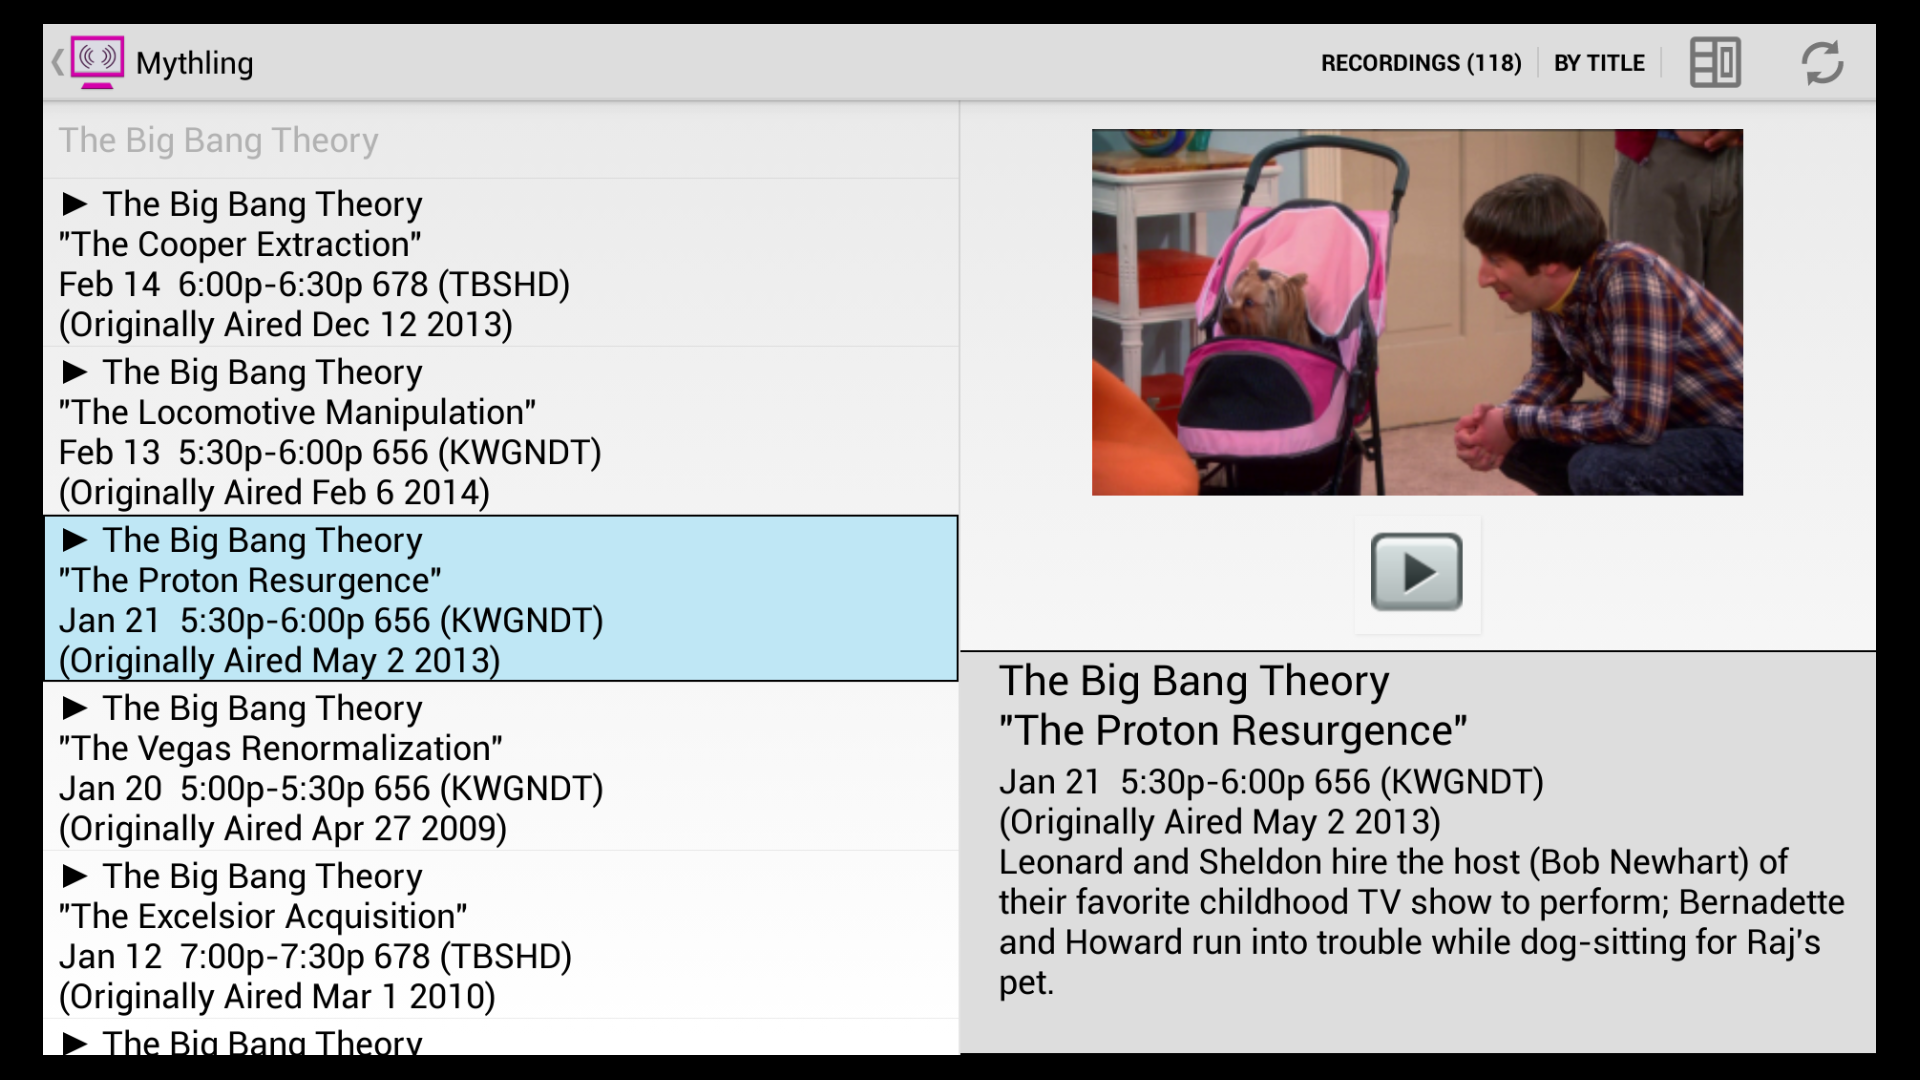 Mythling
RECORDINGS (118)
BY TITLE
The Big Bang Theory
► The Big Bang Theory
"The Cooper Extraction"
Feb 14  6:00p-6:30p 678 (TBSHD)
(Originally Aired Dec 12 2013)
► The Big Bang Theory
"The Locomotive Manipulation"
Feb 13  5:30p-6:00p 656 (KWGNDT)
(Originally Aired Feb 6 2014)
► The Big Bang Theory
"The Proton Resurgence"
Jan 21  5:30p-6:00p 656 (KWGNDT)
(Originally Aired May 2 2013)
► The Big Bang Theory
"The Vegas Renormalization"
Jan 20  5:00p-5:30p 656 (KWGNDT)
(Originally Aired Apr 27 2009)
► The Big Bang Theory
"The Excelsior Acquisition"
Jan 12  7:00p-7:30p 678 (TBSHD)
(Originally Aired Mar 1 2010)
► The Big Bang Theory
The Big Bang Theory
"The Proton Resurgence"
Jan 21  5:30p-6:00p 656 (KWGNDT)
(Originally Aired May 2 2013)
Leonard and Sheldon hire the host (Bob Newhart) of
their favorite childhood TV show to perform; Bernadette
and Howard run into trouble while dog-sitting for Raj's
pet.